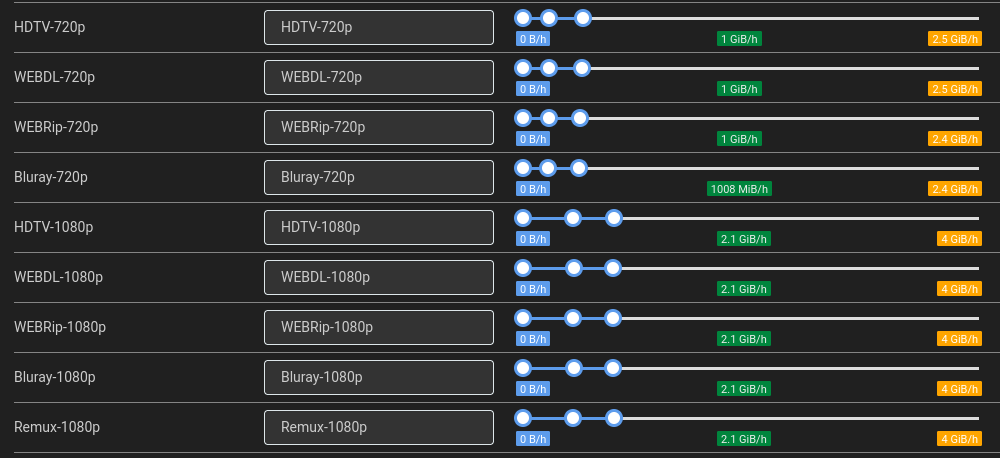 HDTV-720p HDTV-720p
0 B/h 1 GiB/h 2.5 GiB/h
WEBDL-720p WEBDL-720p
0 B/h 1 GiB/h 2.5 GiB/h
WEBRip-720p WEBRip-720p
0 B/h 1 GiB/h 2.4 GiB/h
Bluray-720p Bluray-720p
0 B/h 1008 MiB/h 2.4 GiB/h
HDTV-1080p HDTV-1080p
0 B/h 2.1 GiB/h 4 GiB/h
WEBDL-1080p WEBDL-1080p
0 B/h 2.1 GiB/h 4 GiB/h
WEBRip-1080p WEBRip-1080p
0 B/h 2.1 GiB/h 4 GiB/h
Bluray-1080p Bluray-1080p
0 B/h 2.1 GiB/h 4 GiB/h
Remux-1080p Remux-1080p
0 B/h 2.1 GiB/h 4 GiB/h